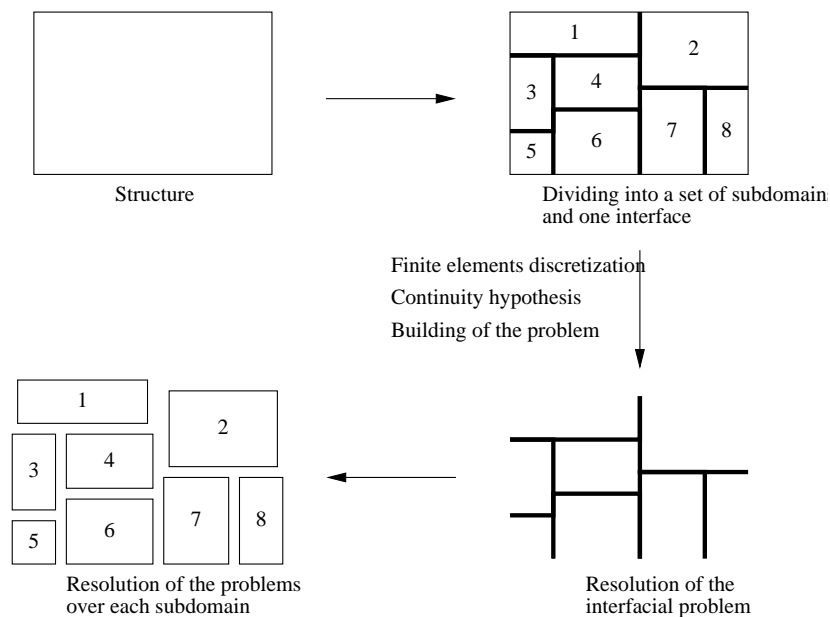 1
2
3
4
5
6
7
8
Structure
Dividing into a set of subdomains
and one interface
Finite elements discretization
Continuity hypothesis
Building of the problem
1
2
3
4
5
6
7
8
Resolution of the problems
over each subdomain
Resolution of the
interfacial problem